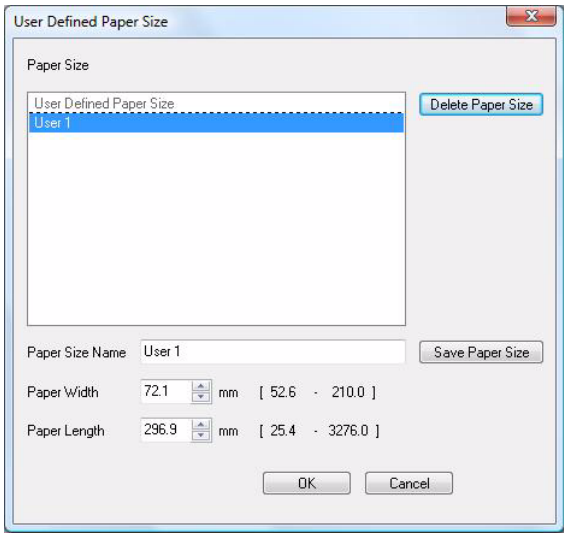 User Defined Paper Size
Paper Size
User Defined Paper Size
Delete Paper Size
User 1
Paper Size Name User 1 Save Paper Size
Paper Width 72.1 mm [ 52.6 - 210.0 ]
Paper Length 296.9 mm [ 25.4 - 3276.0 ]
OK Cancel